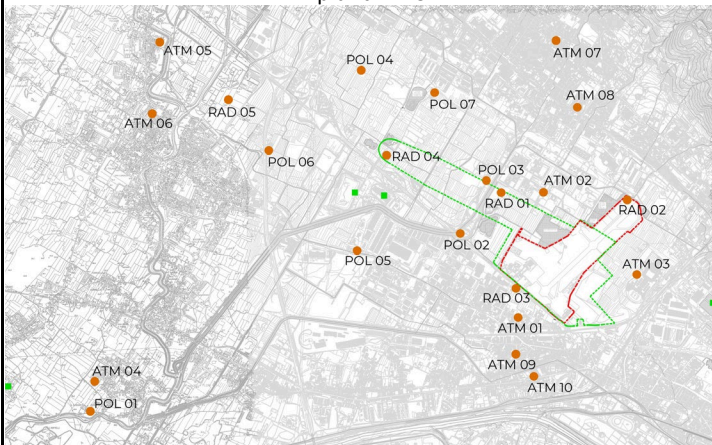 ATM 05
ATM 07
POL 04
ATM 08
POL 07
RAD 05
ATM 06
POL 06
RAD 04
POL 03
ATM 02
RAD 01
RAD 02
POL 02
POL 05
ATM 03
RAD 03
ATM 01
ATM 09
ATM 04
ATM 10
POL 01